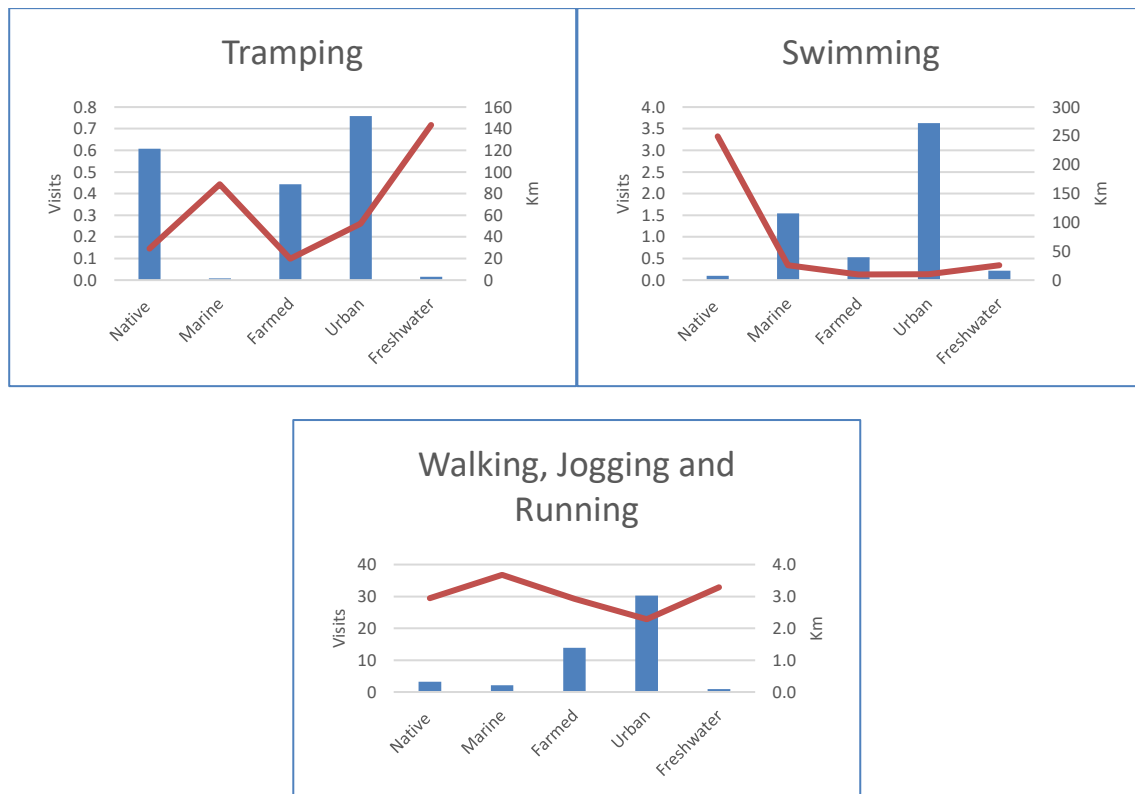 Tramping
0.8
0.7
0.6
0.5
0.4
0.3
0.2
0.1
0.0
Visits
160
140
120
100
80
60
40
20
0
Km
Native
Marine
Farmed
Urban
Freshwater
Swimming
4.0
3.5
3.0
2.5
2.0
1.5
1.0
0.5
0.0
Visits
300
250
200
150
100
50
0
Km
Native
Marine
Farmed
Urban
Freshwater
Walking, Jogging and
Running
40
30
20
10
0
Visits
4.0
3.0
2.0
1.0
0.0
Km
Native
Marine
Farmed
Urban
Freshwater